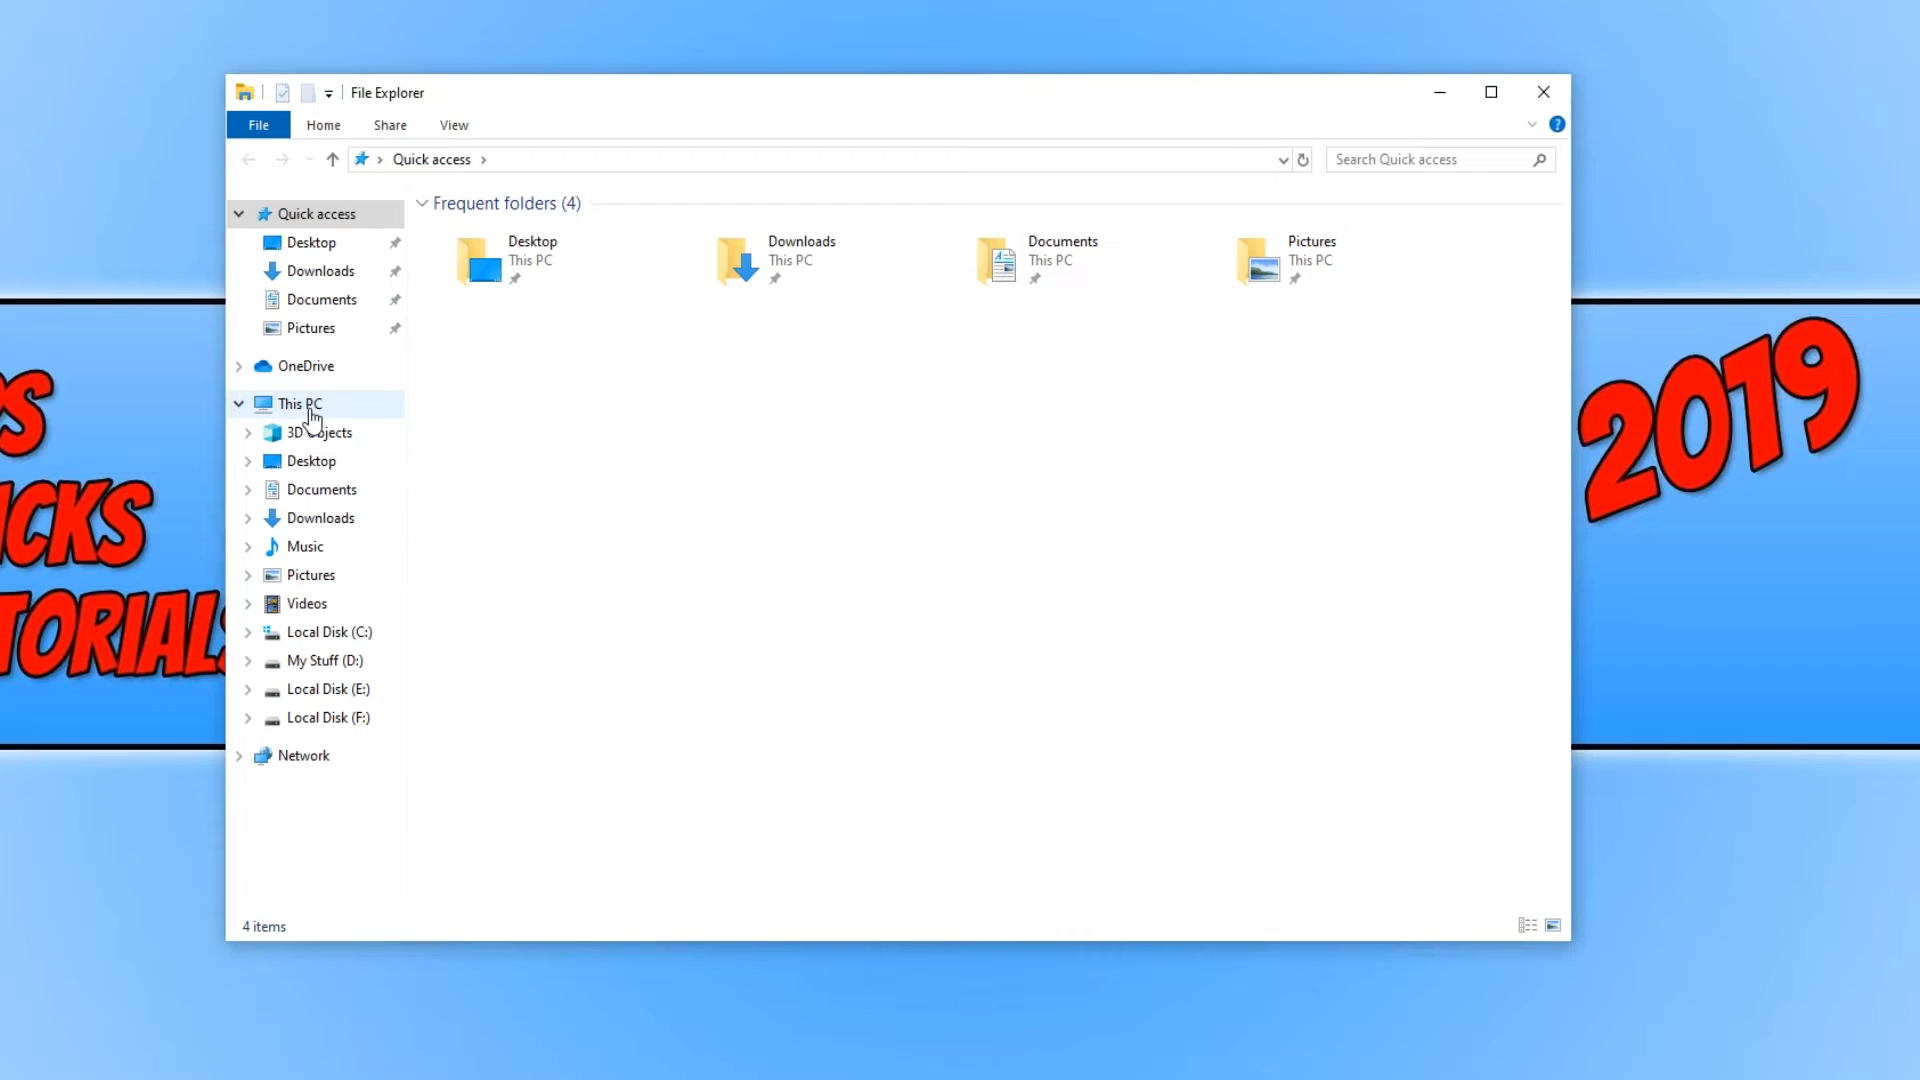 File Explorer
File Home Share View
Quick access
Search Quick access
Quick access
Desktop
Downloads
Documents
Pictures
OneDrive
This PC
3D Objects
Desktop
Documents
Downloads
Music
Pictures
Videos
Local Disk (C:)
My Stuff (D:)
Local Disk (E:)
Local Disk (F:)
Network
Frequent folders (4)
Desktop
This PC
Downloads
This PC
Documents
This PC
Pictures
This PC
4 items
2019